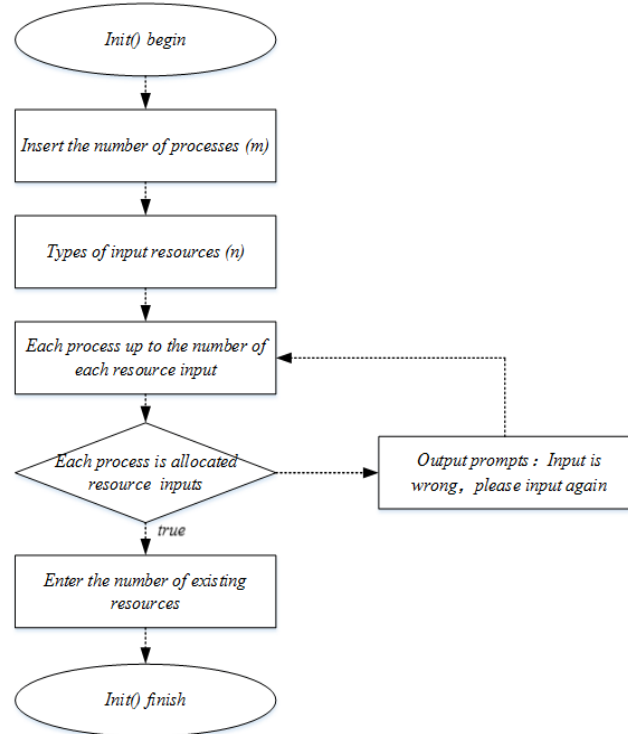 Init() begin
Insert the number of processes (m)
Types of input resources (n)
Each process up to the number of
each resource input
Each process is allocated
resource inputs
Output prompts： Input is
wrong，please input again
true
Enter the number of existing
resources
Init() finish